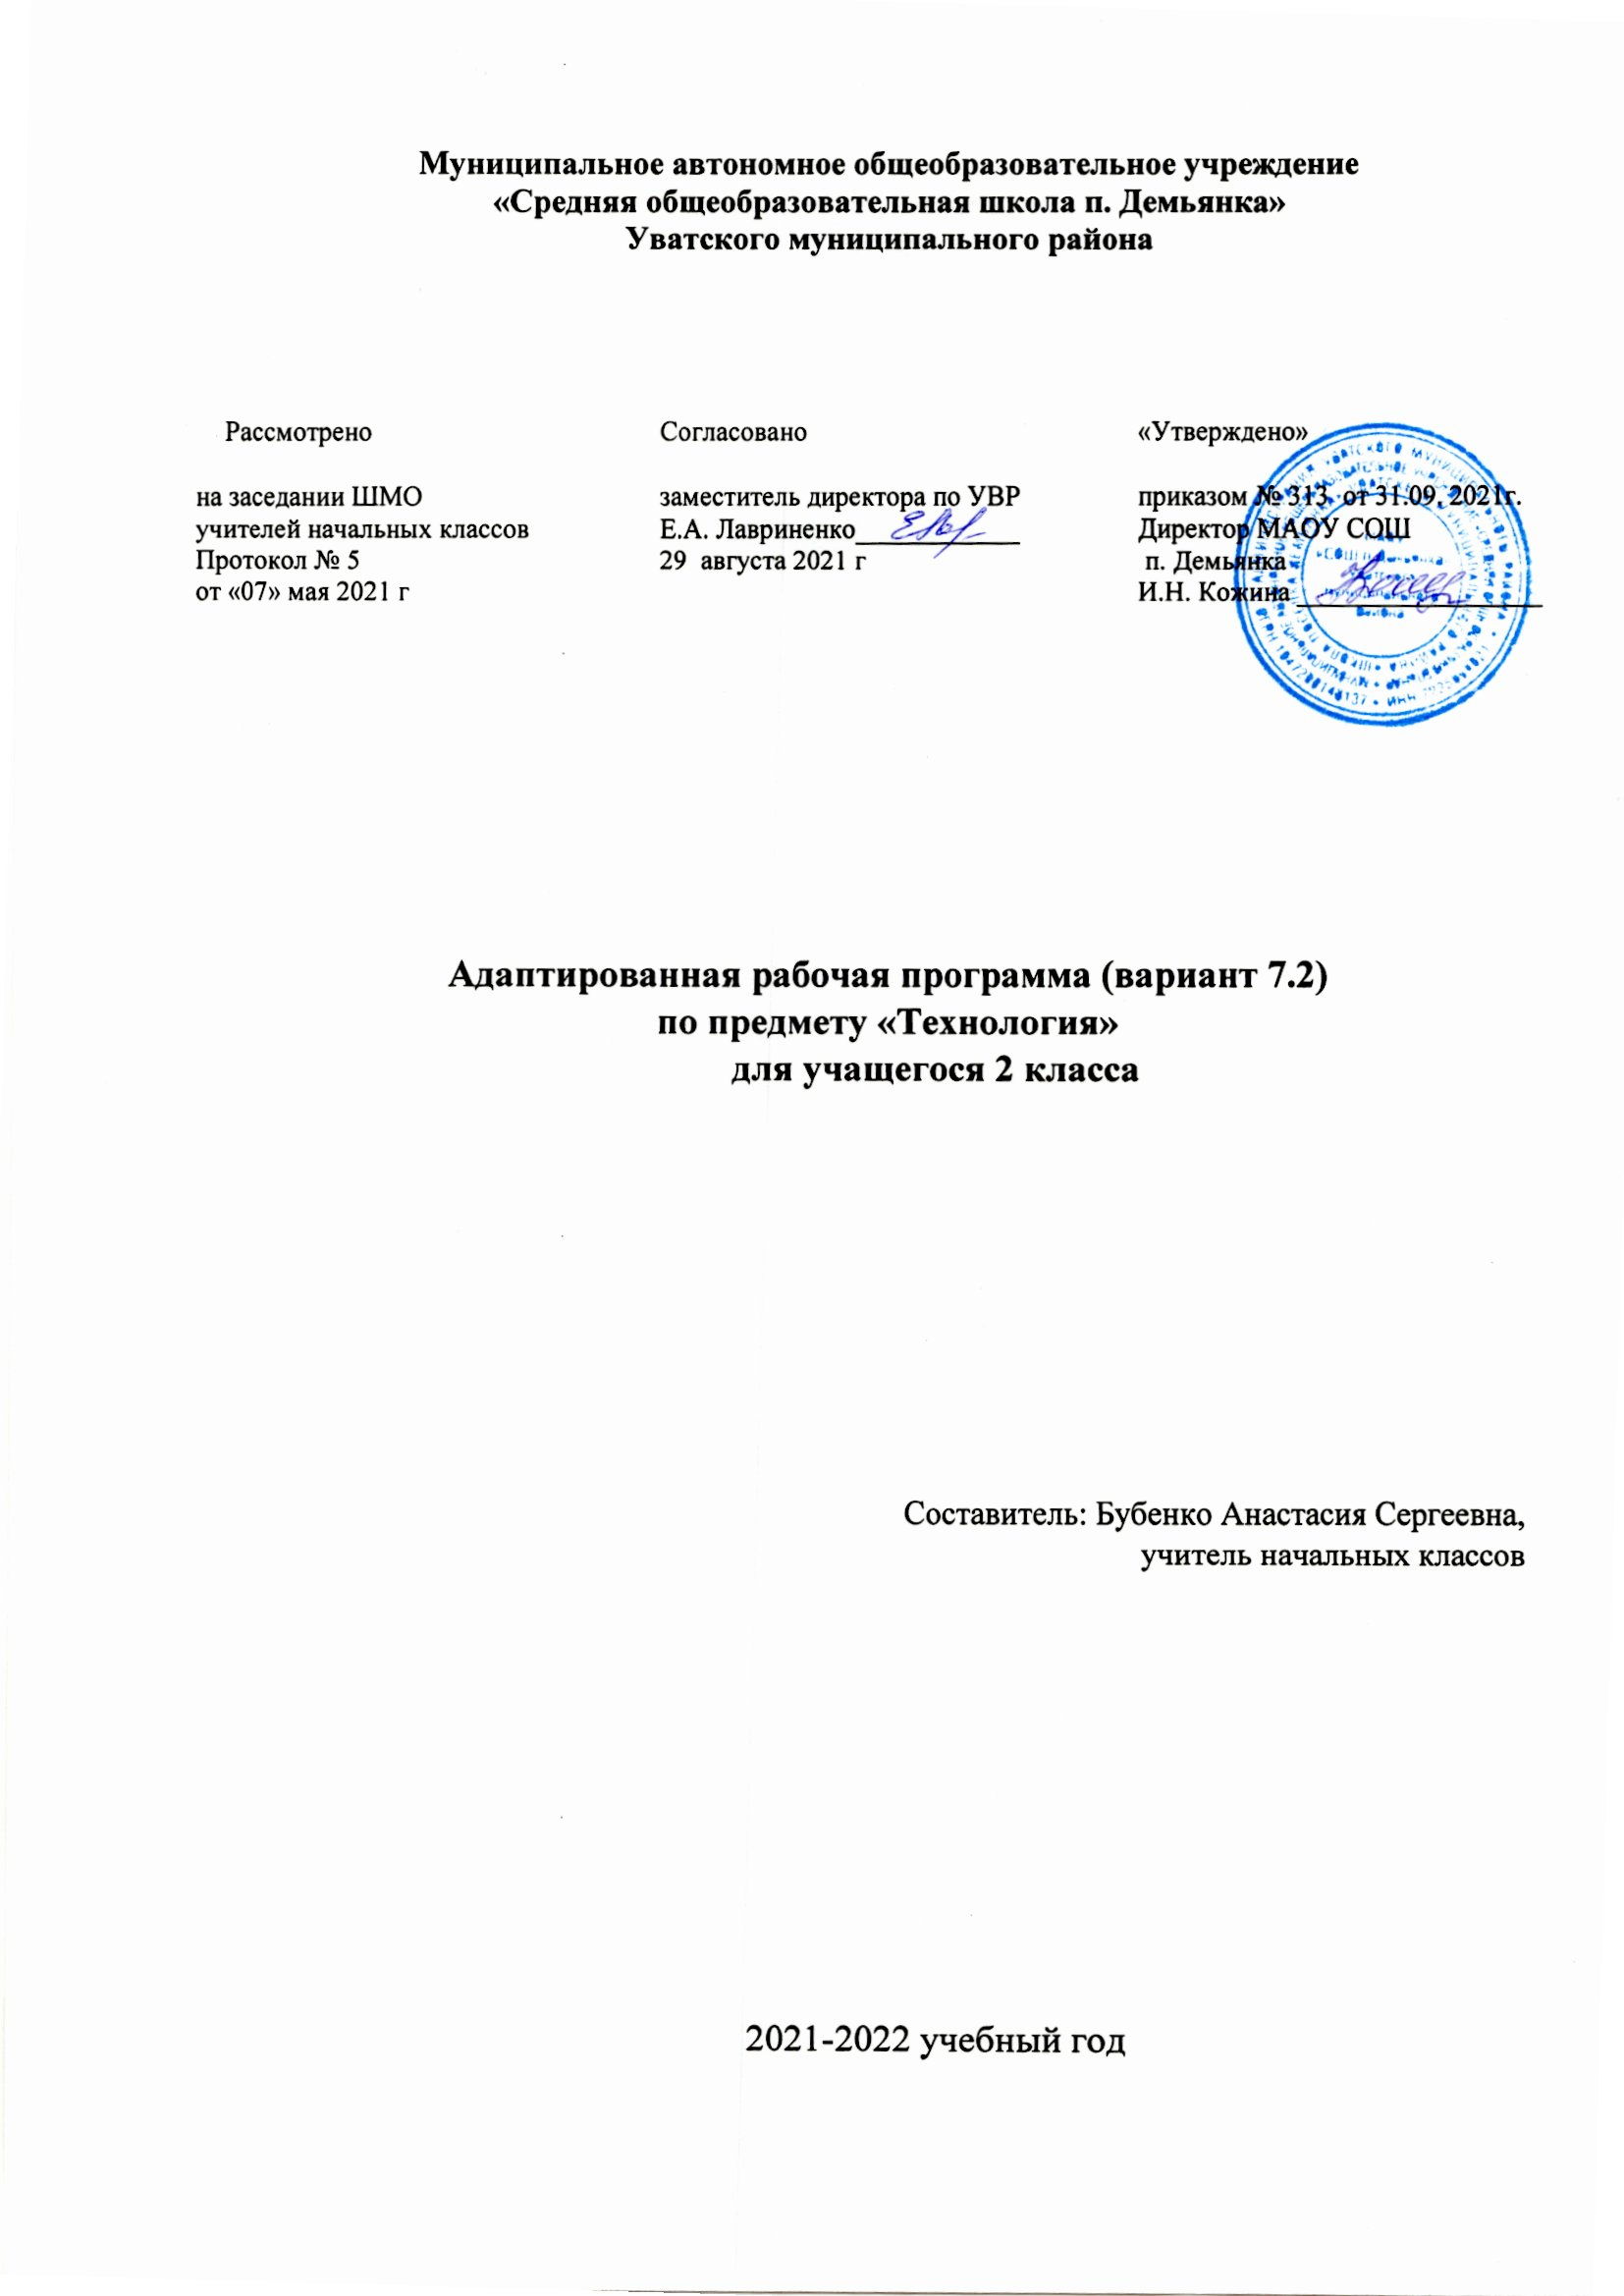 Муниципальное автономное общеобразовательное учреждение
«Средняя общеобразовательная школа п. Демьянка»
Уватского муниципального района
Рассмотрено
на заседании ШМО
учителей начальных классов
Протокол № 5
от «07» мая 2021 г
Согласовано
заместитель директора по УВР
Е.А. Лавриненко
29 августа 2021 г
«Утверждено»
приказом № 313 от 31.09. 2021г.
Директор МАОУ СОШ
п. Демьянка
И.Н. Кожина
Адаптированная рабочая программа (вариант 7.2)
по предмету «Технология»
для учащегося 2 класса
Составитель: Бубенко Анастасия Сергеевна,
учитель начальных классов
2021-2022 учебный год